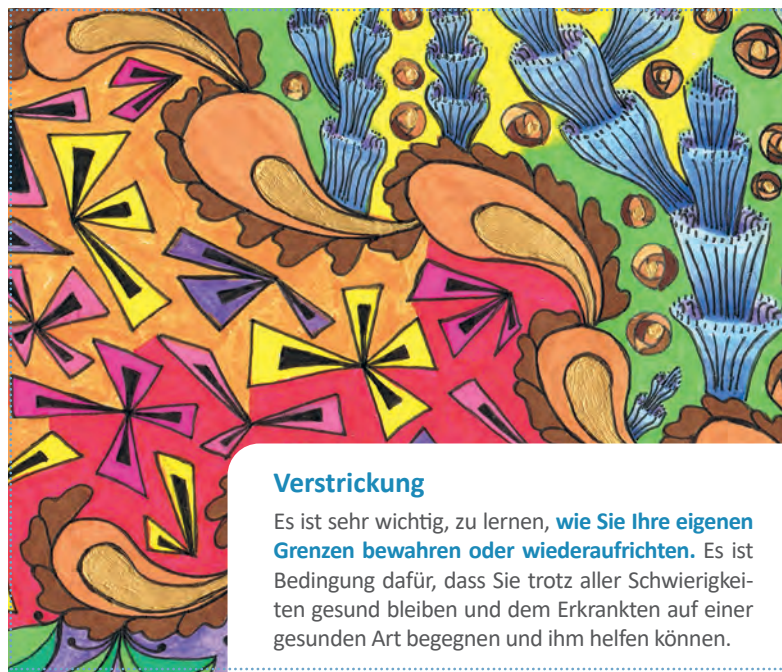 Verstrickung
Es ist sehr wichtig, zu lernen, wie Sie Ihre eigenen
Grenzen bewahren oder wiederaufrichten. Es ist
Bedingung dafür, dass Sie trotz aller Schwierigkei-
ten gesund bleiben und dem Erkrankten auf einer
gesunden Art begegnen und ihm helfen können.